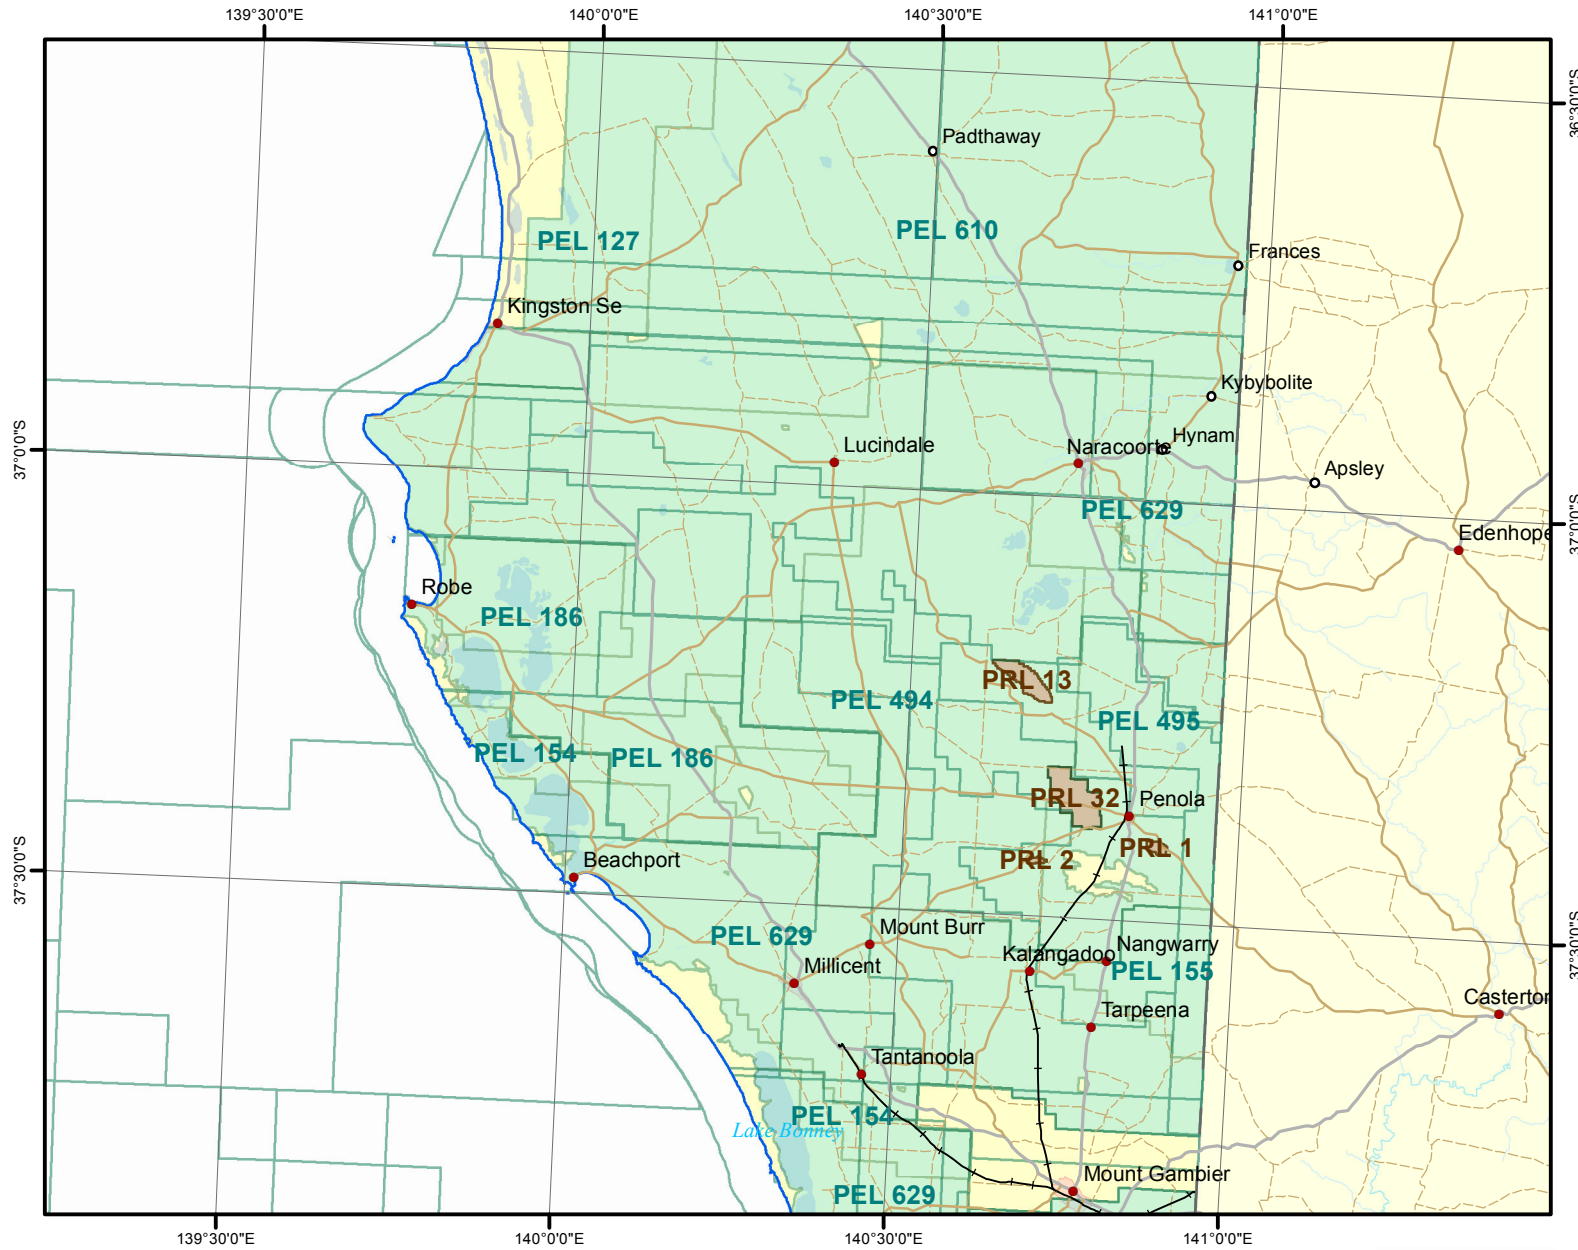 139°30'0"E
140°0'0"E
140°30'0"E
141°0'0"E
36°30'0"S
Padthaway
PEL 127
PEL 610
Frances
Kingston Se
Kybybolite
Lucindale
Naracoorte
Hynam
37°0'0"S
Apsley
PEL 629
37°0'0"S
Edenhope
Robe
PEL 186
PRL 13
PEL 494
PEL 495
PEL 154
PEL 186
PRL 32
Penola
PRL 1
PRL 2
Beachport
37°30'0"S
Mount Burr
PEL 629
Nangwarry
Kalangadoo
37°30'0"S
Millicent
PEL 155
Casterton
Tarpeena
Tantanoola
PEL 154
Lake Bonney
Mount Gambier
PEL 629
139°30'0"E
140°0'0"E
140°30'0"E
141°0'0"E